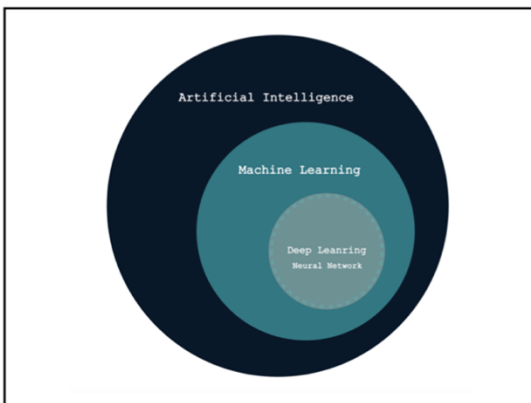 Artificial Intelligence
Machine Learning
Deep Leanring
Neural Network